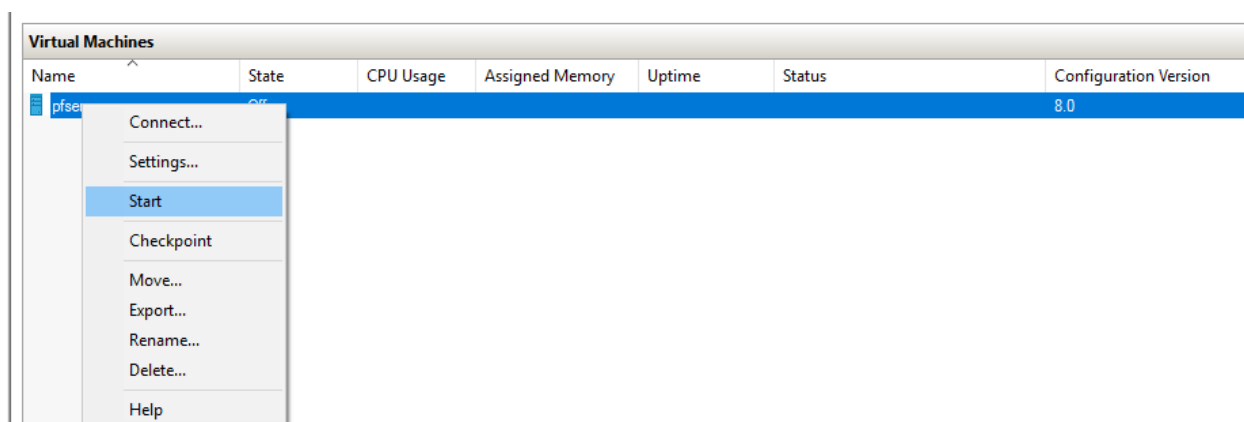 Virtual Machines
Name State CPU Usage Assigned Memory Uptime Status Configuration Version
8.0
Connect...
Settings...
Start
Checkpoint
Move...
Export...
Rename...
Delete...
Help